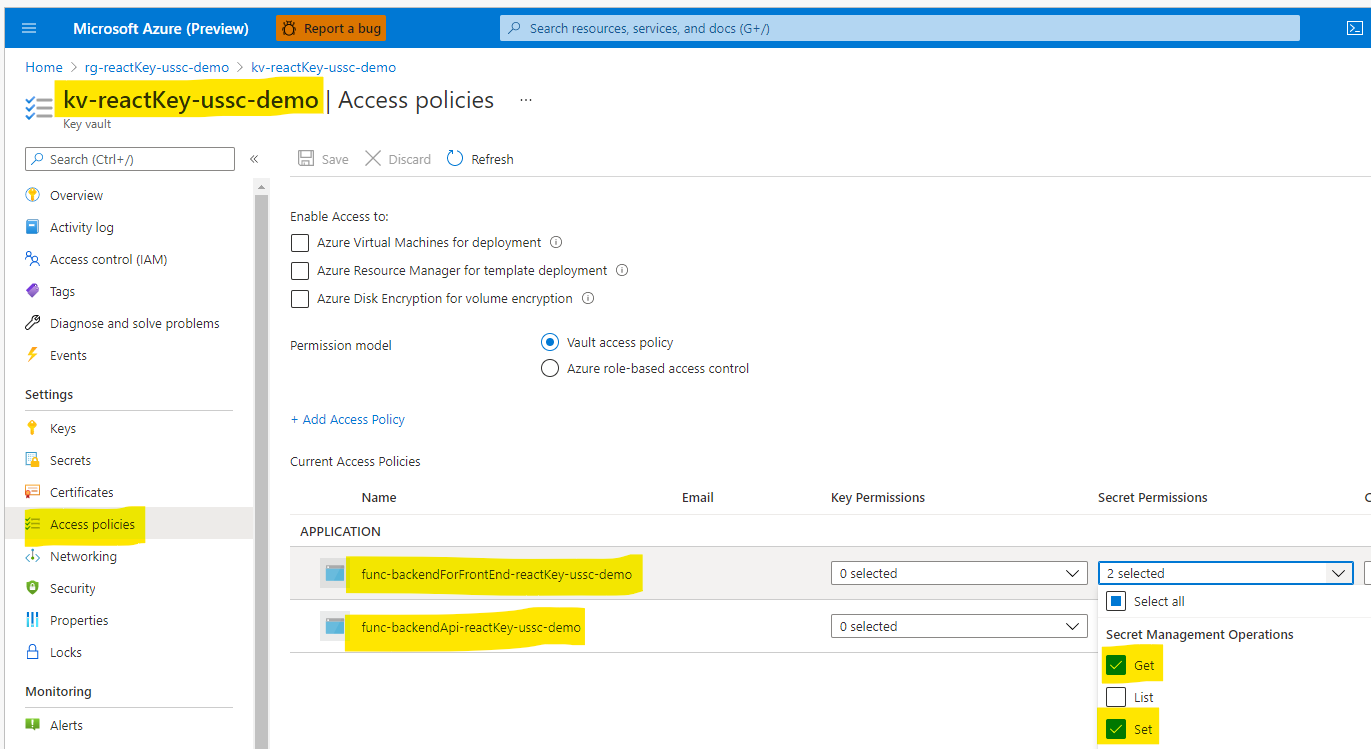 Microsoft Azure (Preview)
Report a bug
Search resources, services, and docs (G+/)
Home > rg-reactKey-ussc-demo > kv-reactKey-ussc-demo
kv-reactKey-ussc-demo | Access policies ...
Key vault
Search (Ctrl+/)
«
Overview
Activity log
Access control (IAM)
Tags
Diagnose and solve problems
Events
Settings
Keys
Secrets
Certificates
Access policies
Networking
Security
Properties
Locks
Monitoring
Alerts
Save
Discard
Refresh
Enable Access to:
Azure Virtual Machines for deployment
Azure Resource Manager for template deployment
Azure Disk Encryption for volume encryption
Permission model
Vault access policy
Azure role-based access control
+ Add Access Policy
Current Access Policies
Name Email Key Permissions Secret Permissions C
APPLICATION
func-backendForFrontEnd-reactKey-ussc-demo 0 selected 2 selected
func-backendApi-reactKey-ussc-demo 0 selected
Select all
Secret Management Operations
Get
List
Set